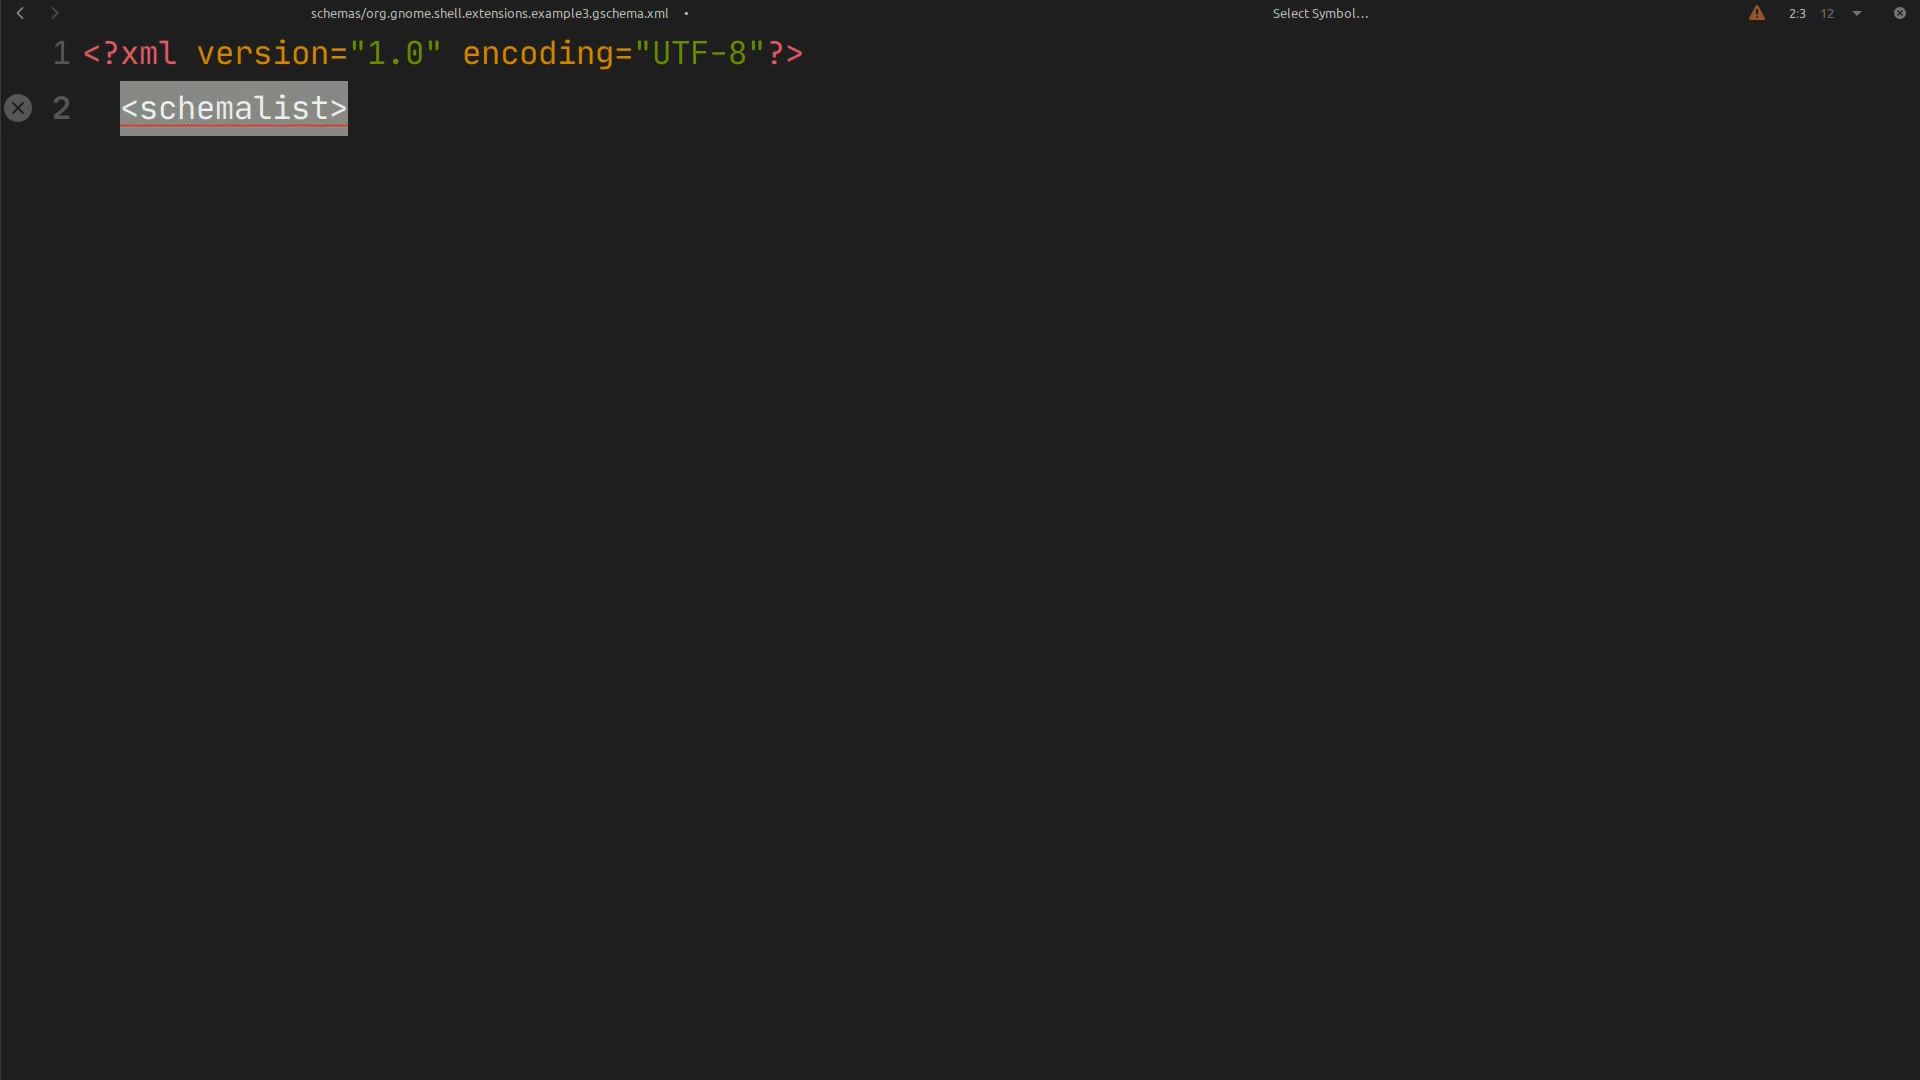 schemas/org.gnome.shell.extensions.example3.gschema.xml • Select Symbol... 2:3 12
1 <?xml version="1.0" encoding="UTF-8"?>
2 <schemalist>